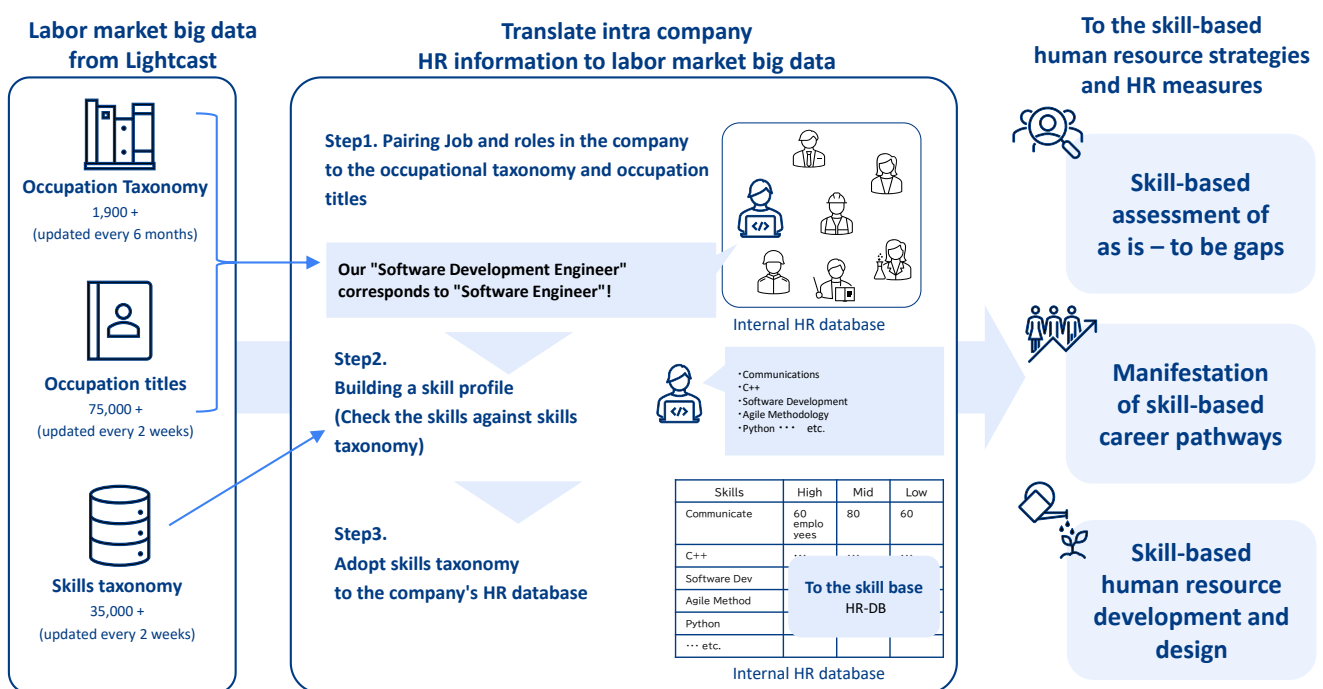 Labor market big data
from Lightcast
Occupation Taxonomy
1,900 +
(updated every 6 months)
Occupation titles
75,000 +
(updated every 2 weeks)
Skills taxonomy
35,000 +
(updated every 2 weeks)
Translate intra company
HR information to labor market big data
Step1. Pairing Job and roles in the company
to the occupational taxonomy and occupation
titles
Our "Software Development Engineer"
corresponds to "Software Engineer"!
</>
Internal HR database
Step2.
Building a skill profile
(Check the skills against skills
taxonomy)
</>
・Communications
・C++
・Software Development
・Agile Methodology
・Python ・・・ etc.
Step3.
Adopt skills taxonomy
to the company's HR database
Skills High Mid Low
Communicate 60 80 60
emplo
yees
C++ ... ... ...
Software Dev
Agile Method
Python
… etc.
To the skill base
HR-DB
Internal HR database
To the skill-based
human resource strategies
and HR measures
Skill-based
assessment of
as is – to be gaps
Manifestation
of skill-based
career pathways
Skill-based
human resource
development and
design